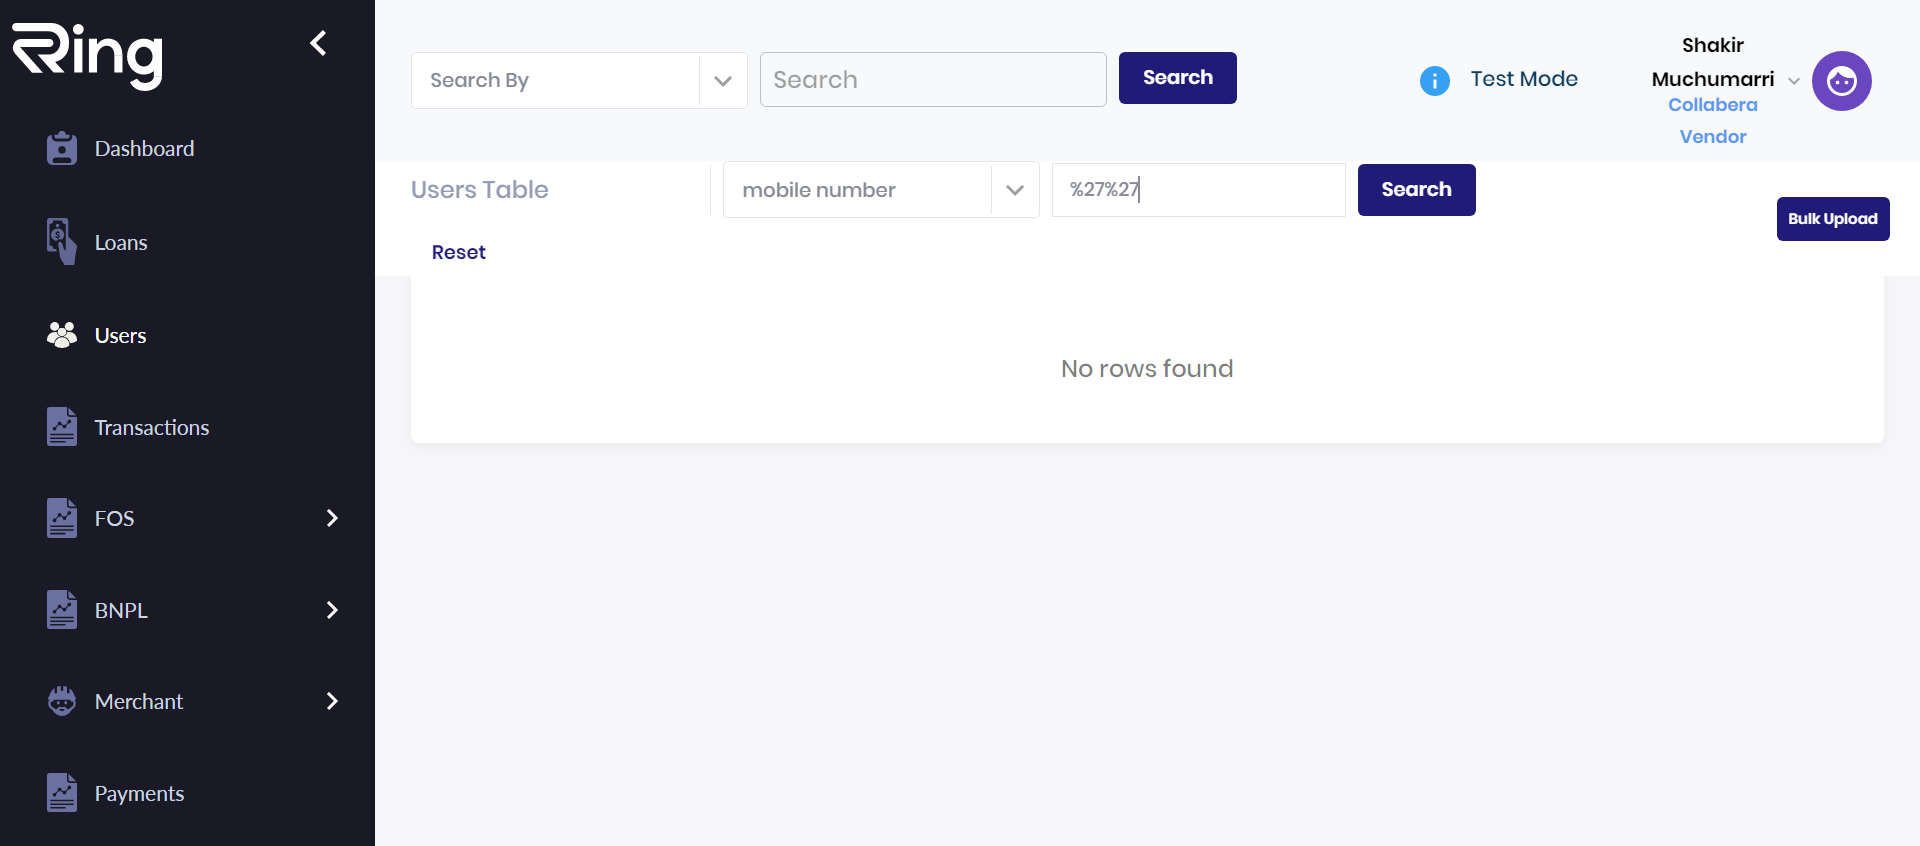 Ring
Dashboard
Loans
Users
Transactions
FOS
BNPL
Merchant
Payments
Search By
Search
Search
Test Mode
Shakir
Muchumarri
Collabera
Vendor
Users Table
mobile number
%27%27
Search
Bulk Upload
Reset
No rows found